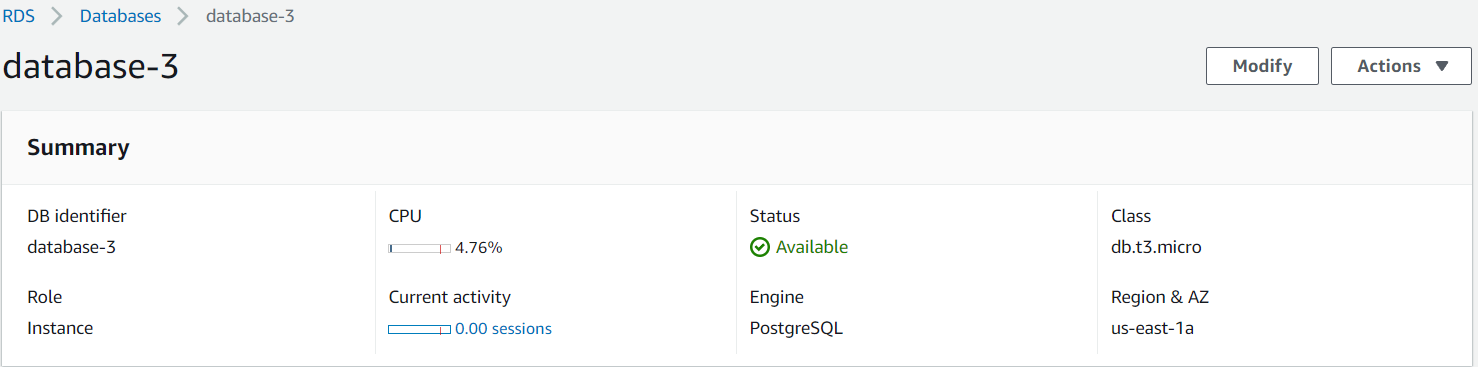 RDS > Databases > database-3
database-3
Modify
Actions ▼
Summary
DB identifier
database-3
CPU
4.76%
Status
Available
Class
db.t3.micro
Role
Instance
Current activity
0.00 sessions
Engine
PostgreSQL
Region & AZ
us-east-1a